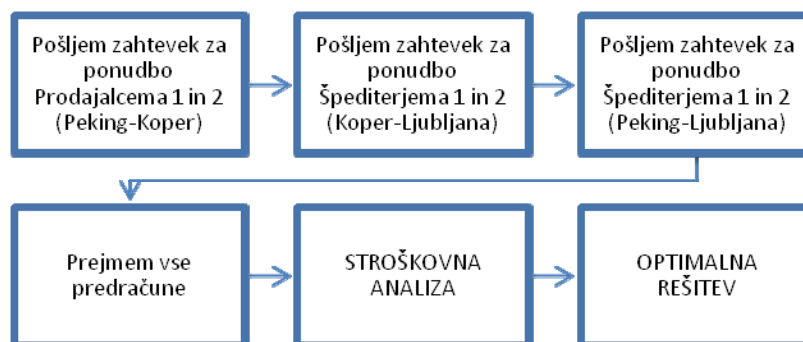 Pošljem zahtevek za
ponudbo
Prodajalcema 1 in 2
(Peking-Koper)
Pošljem zahtevek za
ponudbo
Špediterjema 1 in 2
(Koper-Ljubljana)
Pošljem zahtevek za
ponudbo
Špediterjema 1 in 2
(Peking-Ljubljana)
Prejmem vse
predračune
STROŠKOVNA
ANALIZA
OPTIMALNA
REŠITEV